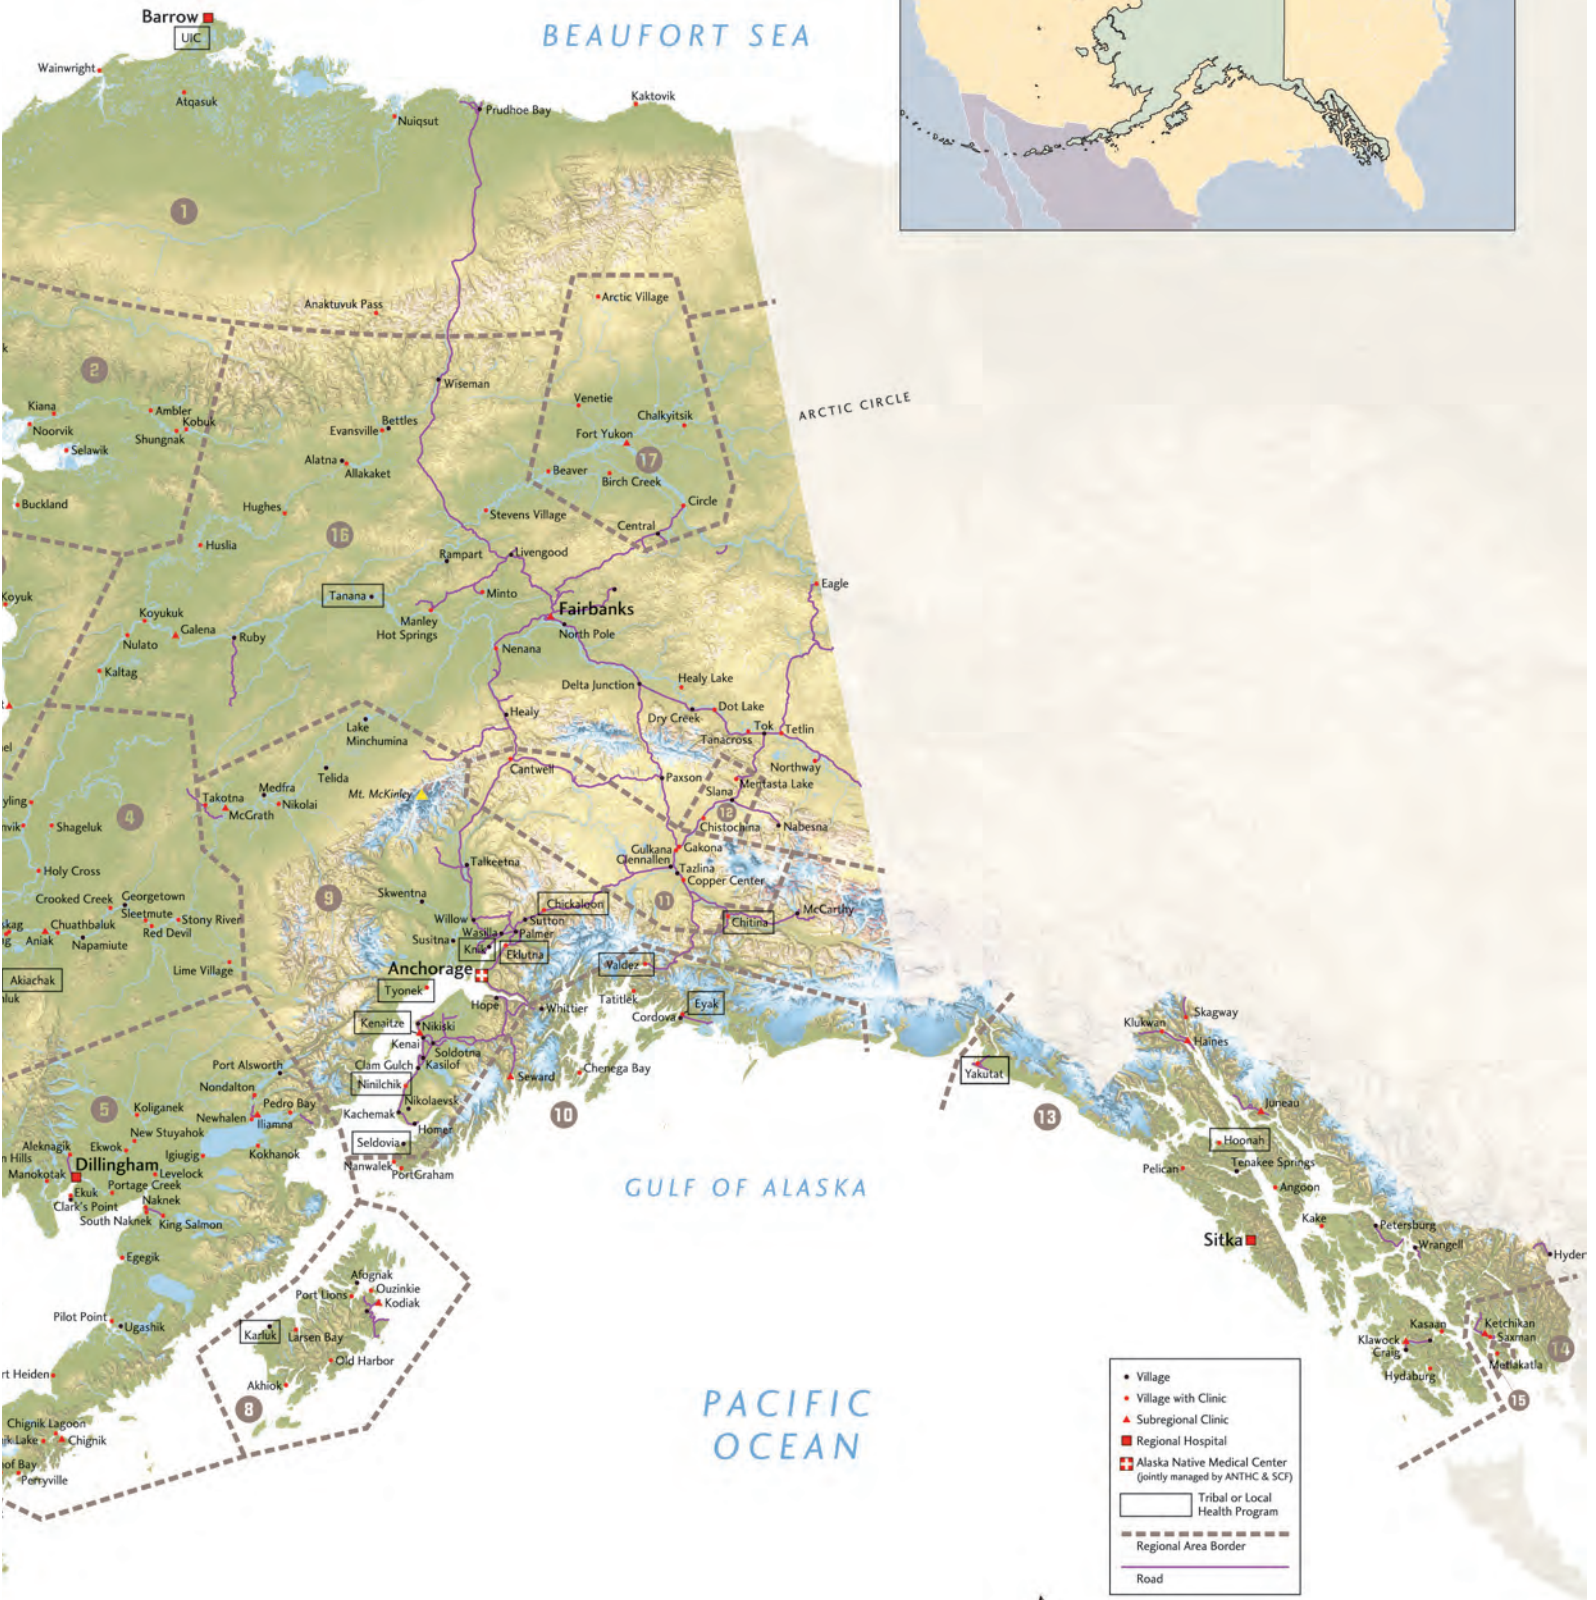 Barrow
UIC
BEAUFORT SEA
Wainwright
Atqasuk
Nuiqsut
Prudhoe Bay
Kaktovik
1
Anaktuvuk Pass
Arctic Village
2
Wiseman
ARCTIC CIRCLE
Kiana
Ambler
Kobuk
Noorvik
Shungnak
Selawik
Bettles
Evansville
Alatna
Allakaket
Venetie
Chalkyitsik
Fort Yukon
17
Beaver
Birch Creek
Buckland
Hughes
Stevens Village
Circle
Central
16
Huslia
Rampart
Livengood
Koyuk
Tanana
Minto
Eagle
Manley
Hot Springs
Fairbanks
North Pole
Koyukuk
Galena
Nulato
Ruby
Nenana
Kaltag
Delta Junction
Healy Lake
Healy
Dry Creek
Dot Lake
Lake
Minchumina
Tok
Tetlin
Tanacross
Cantwell
Northway
Telida
Paxson
Mentasta Lake
Medfra
Takotna
Nikolai
McGrath
Mt. McKinley
Slana
12
Chistochina
Nabesna
4
Shageluk
Gulkana
Gakona
Glennallen
Tazlina
Copper Center
Holy Cross
Talkeetna
9
Skwentna
Crooked Creek
Georgetown
Sleetmute
Stony River
Chuathbaluk
Red Devil
Aniak
Napamiute
Chickaloon
11
Chitina
McCarthy
Willow
Sutton
Wasilla
Palmer
Susitna
Knik
Eklutna
Lime Village
Anchorage
Valdez
Akiachak
Tyonek
Hope
Whittier
Tatitlek
Eyak
Cordova
Kenaitze
Nikiski
Kenai
Soldotna
Clam Gulch
Kasilof
Ninilchik
Seward
Chenega Bay
Port Alsworth
Nondalton
Pedro Bay
Newhalen
Iliamna
Nikolaevsk
Kachemak
Homer
10
5
Koliganek
New Stuyahok
Aleknagik
Ekwok
Igiugig
Kokhanok
Seldovia
Nanwalek
PortGraham
Manokotak
Dillingham
Levelock
Portage Creek
Ekuk
Clark's Point
Naknek
South Naknek
King Salmon
Egegik
Pilot Point
Ugashik
Afognak
Ouzinkie
Port Lions
Kodiak
Karluk
Larsen Bay
Old Harbor
Akhiok
8
Chignik Lagoon
Chignik
Perryville
GULF OF ALASKA
PACIFIC
OCEAN
Yakutat
13
Klukwan
Skagway
Haines
Juneau
Hoonah
Pelican
Tenakee Springs
Angoon
Kake
Petersburg
Sitka
Wrangell
Hyder
Kasaan
Ketchikan
Klawock
Saxman
Craig
14
Hydaburg
Metlakatla
15
Village
Village with Clinic
Subregional Clinic
Regional Hospital
Alaska Native Medical Center
(jointly managed by ANTHC & SCF)
Tribal or Local
Health Program
Regional Area Border
Road